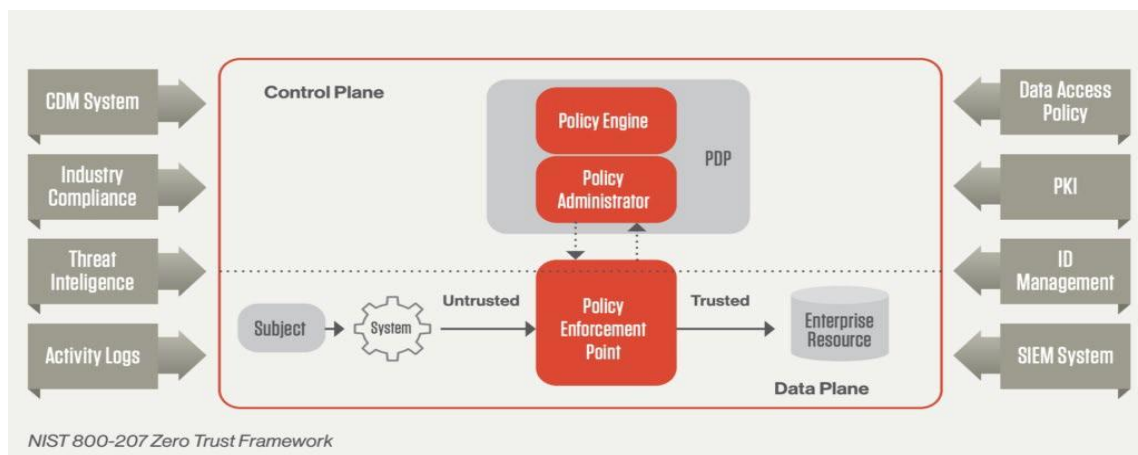 CDM System
Industry
Compliance
Threat
Inteligence
Activity Logs
Control Plane
Policy Engine
Policy
Administrator
PDP
Subject
System
Untrusted
Policy
Enforcement
Point
Trusted
Enterprise
Resource
Data Plane
Data Access
Policy
PKI
ID
Management
SIEM System
NIST 800-207 Zero Trust Framework